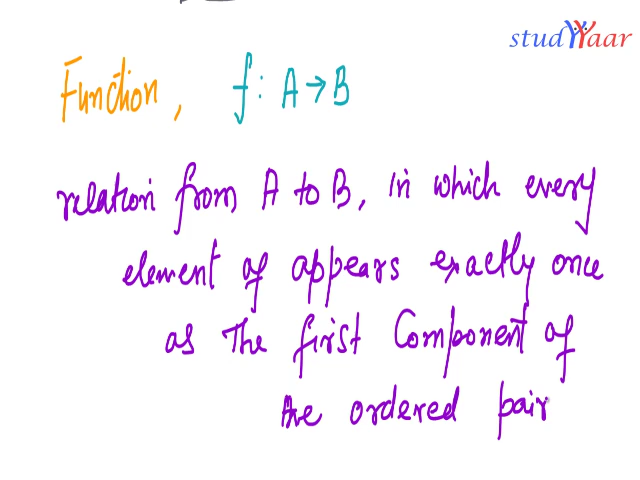 studYYaar
Function, f: A → B
relation from A to B, in which every
element of appears exactly once
as The first Component of
the ordered pair